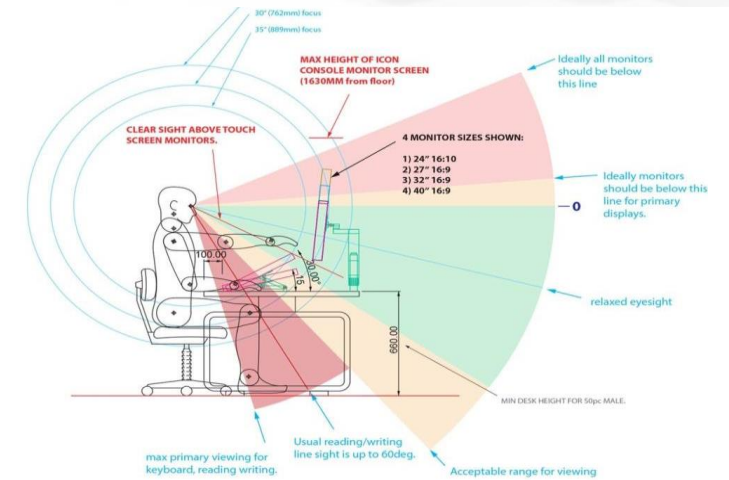 30° (762mm) focus
35° (889mm) focus
MAX HEIGHT OF ICON
CONSOLE MONITOR SCREEN
(1630MM from floor)
Ideally all monitors
should be below
this line
CLEAR SIGHT ABOVE TOUCH
SCREEN MONITORS.
4 MONITOR SIZES SHOWN:
1) 24" 16:10
2) 27" 16:9
3) 32" 16:9
4) 40" 16:9
Ideally monitors
should be below this
line for primary
displays.
0
100.00
30.00°
15
relaxed eyesight
660.00
MIN DESK HEIGHT FOR 50pc MALE.
Usual reading/writing
line sight is up to 60deg.
max primary viewing for
keyboard, reading writing.
Acceptable range for viewing